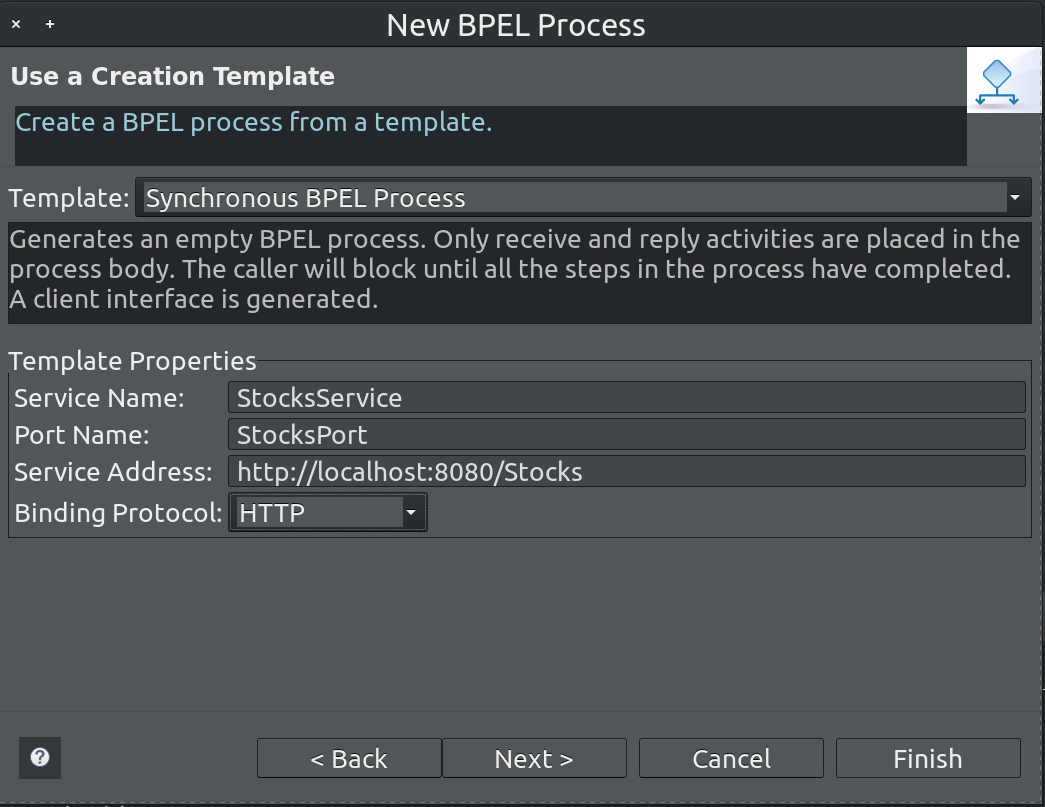 New BPEL Process
Use a Creation Template
Create a BPEL process from a template.
Template: Synchronous BPEL Process
Generates an empty BPEL process. Only receive and reply activities are placed in the
process body. The caller will block until all the steps in the process have completed.
A client interface is generated.
Template Properties
Service Name: StocksService
Port Name: StocksPort
Service Address: http://localhost:8080/Stocks
Binding Protocol: HTTP
? < Back Next > Cancel Finish